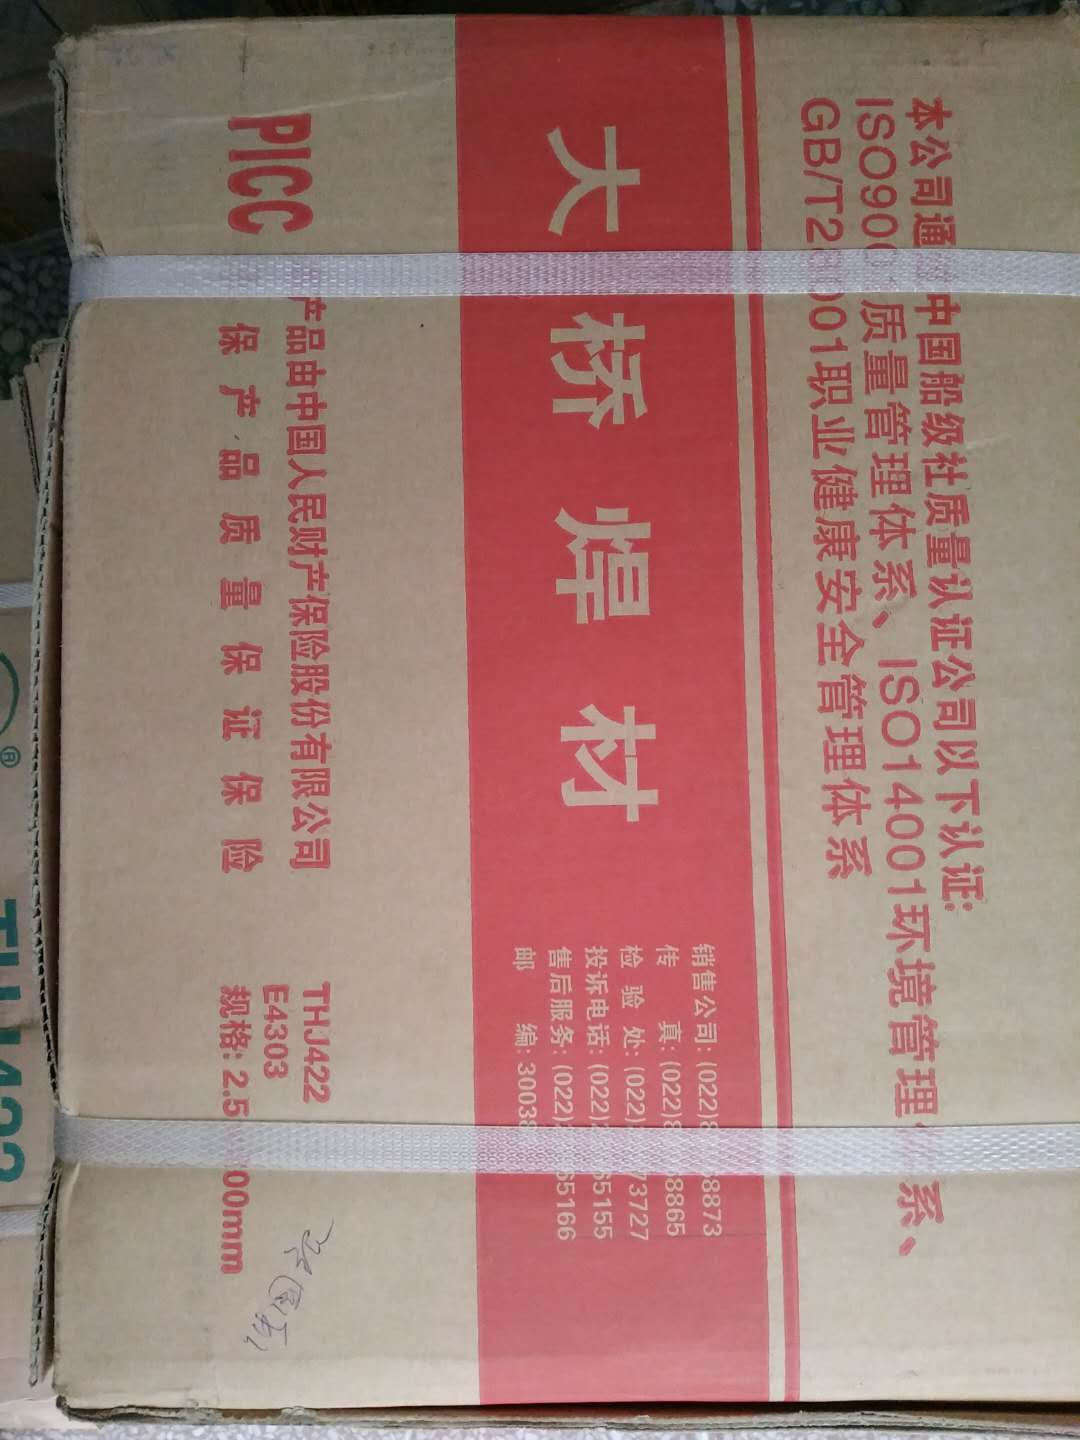 本公司通 中国船级社质量认证公司以下认证:
ISO900 质量管理体系、ISO14001环境管理 系、
GB/T2 001职业健康安全管理体系
大桥焊材
销售公司: (022)8 8873
传 真: (022)8 8865
检 验 处: (022) 73727
投诉电话: (022) 65155
售后服务: (022) 65166
邮 编: 30038
PICC
产品由中国人民财产保险股份有限公司
保产品质量保证保险
THJ422
E4303
规格: 2.5 00mm
®